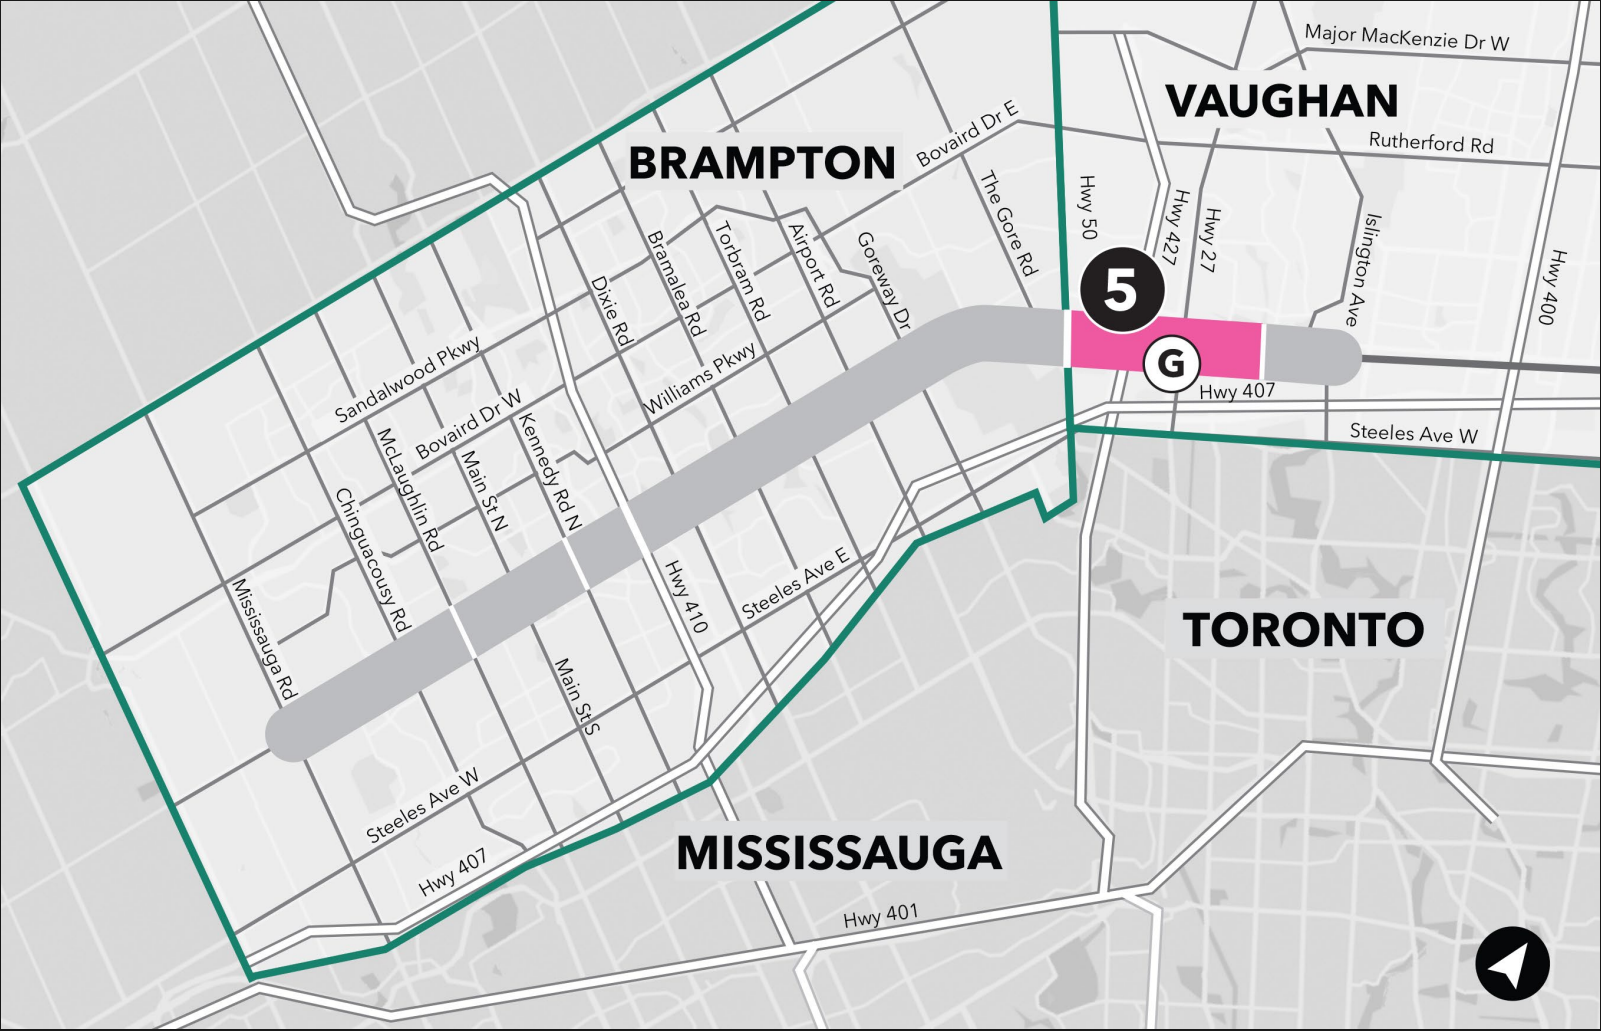 Major MacKenzie Dr W
VAUGHAN
Rutherford Rd
BRAMPTON
Bovaird Dr E
The Gore Rd
Hwy 50
Hwy 427
Hwy 27
Islington Ave
Hwy 400
Bramalea Rd
Torbram Rd
Airport Rd
Goreway Dr
Dixie Rd
5
G
Hwy 407
Steeles Ave W
Sandalwood Pkwy
Williams Pkwy
Bovaird Dr W
McLaughlin Rd
Main St N
Kennedy Rd N
Chinguacousy Rd
Mississauga Rd
Hwy 410
Steeles Ave E
Main St S
TORONTO
Steeles Ave W
Hwy 407
MISSISSAUGA
Hwy 401